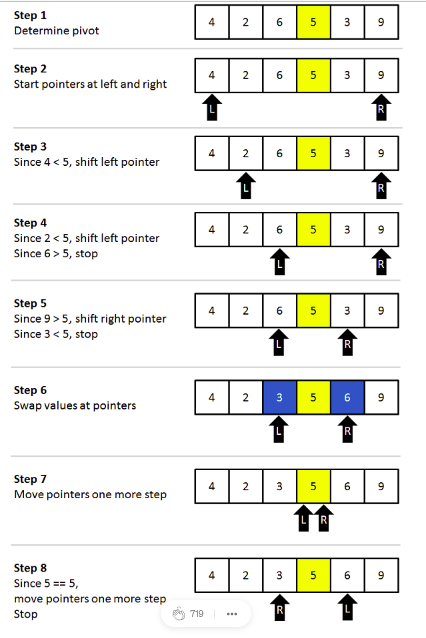 Step 1
Determine pivot
4 2 6 5 3 9
Step 2
Start pointers at left and right
4 2 6 5 3 9
L R
Step 3
Since 4 < 5, shift left pointer
4 2 6 5 3 9
L R
Step 4
Since 2 < 5, shift left pointer
Since 6 > 5, stop
4 2 6 5 3 9
L R
Step 5
Since 9 > 5, shift right pointer
Since 3 < 5, stop
4 2 6 5 3 9
L R
Step 6
Swap values at pointers
4 2 3 5 6 9
L R
Step 7
Move pointers one more step
4 2 3 5 6 9
L R
Step 8
Since 5 == 5,
move pointers one more step
Stop
4 2 3 5 6 9
R L
719